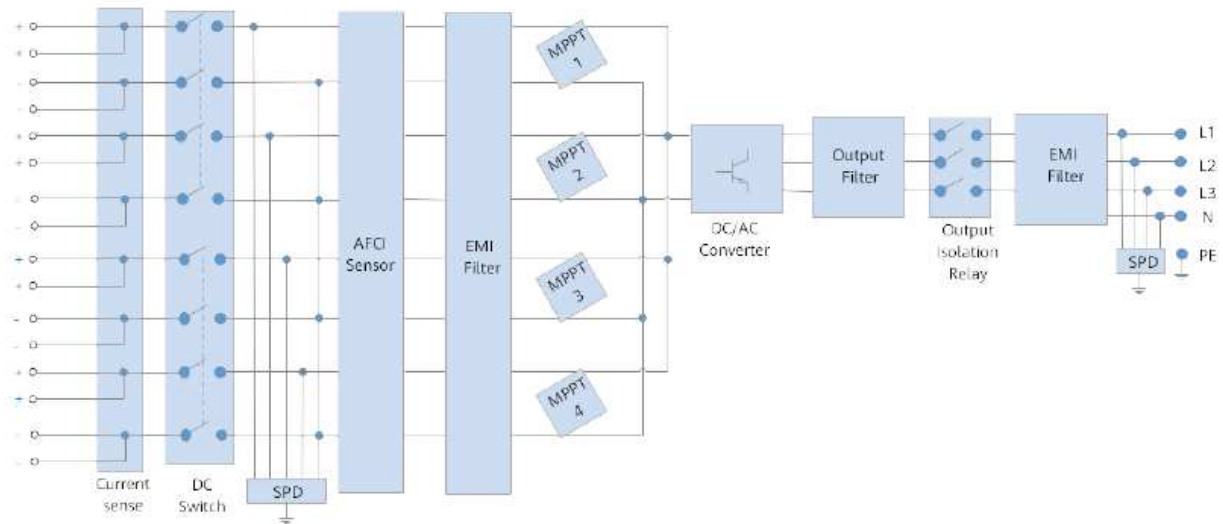 +
+
-
-
+
+
-
-
+
+
-
-
+
+
-
-
Current
sense
DC
Switch
SPD
AFCI
Sensor
EMI
Filter
MPPT
1
MPPT
2
MPPT
3
MPPT
4
DC/AC
Converter
Output
Filter
Output
Isolation
Relay
EMI
Filter
SPD
L1
L2
L3
N
PE